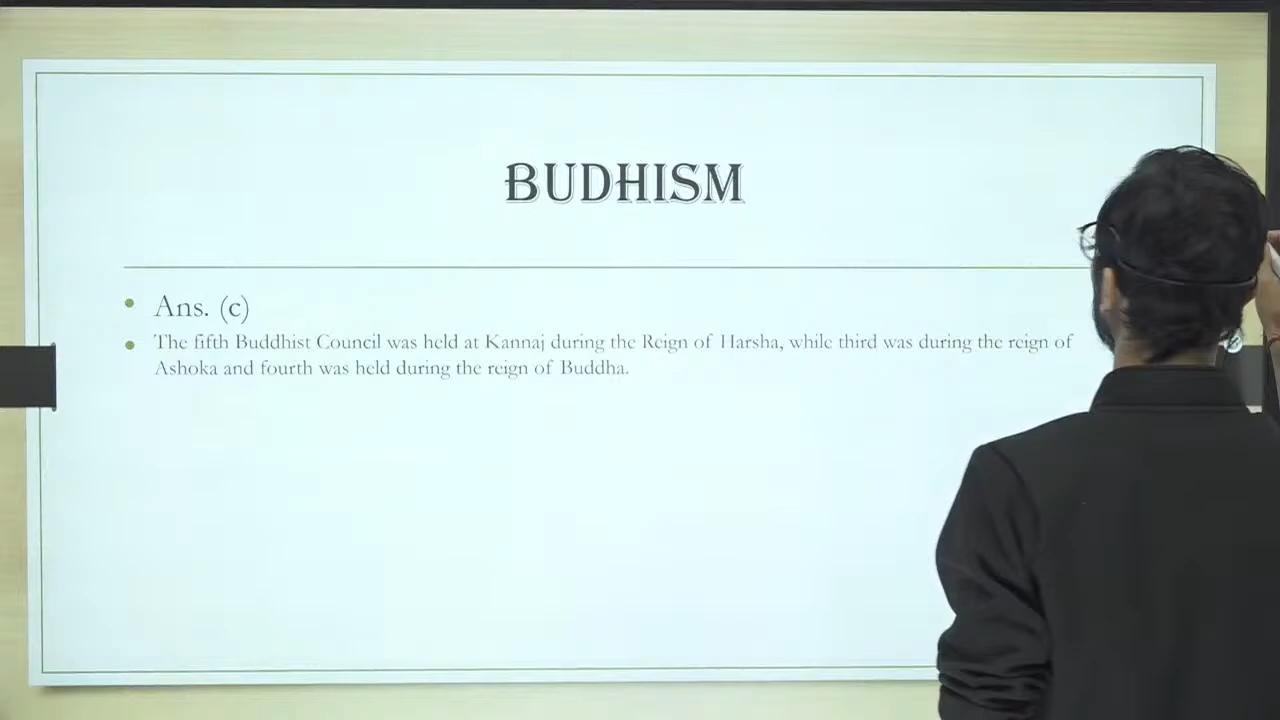 BUDHISM
Ans. (c)
The fifth Buddhist Council was held at Kannaj during the Reign of Harsha, while third was during the reign of
Ashoka and fourth was held during the reign of Buddha.